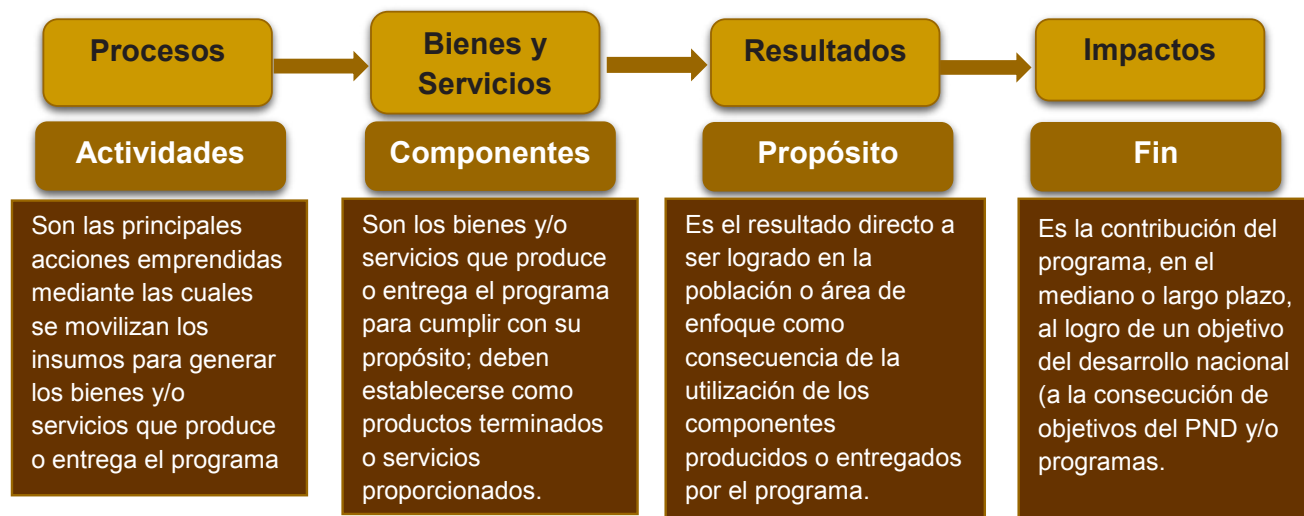 Procesos
Bienes y
Servicios
Resultados
Impactos
Actividades
Componentes
Propósito
Fin
Son las principales
acciones emprendidas
mediante las cuales
se movilizan los
insumos para generar
los bienes y/o
servicios que produce
o entrega el programa
Son los bienes y/o
servicios que produce
o entrega el programa
para cumplir con su
propósito; deben
establecerse como
productos terminados
o servicios
proporcionados.
Es el resultado directo a
ser logrado en la
población o área de
enfoque como
consecuencia de la
utilización de los
componentes
producidos o entregados
por el programa.
Es la contribución del
programa, en el
mediano o largo plazo,
al logro de un objetivo
del desarrollo nacional
(a la consecución de
objetivos del PND y/o
programas.